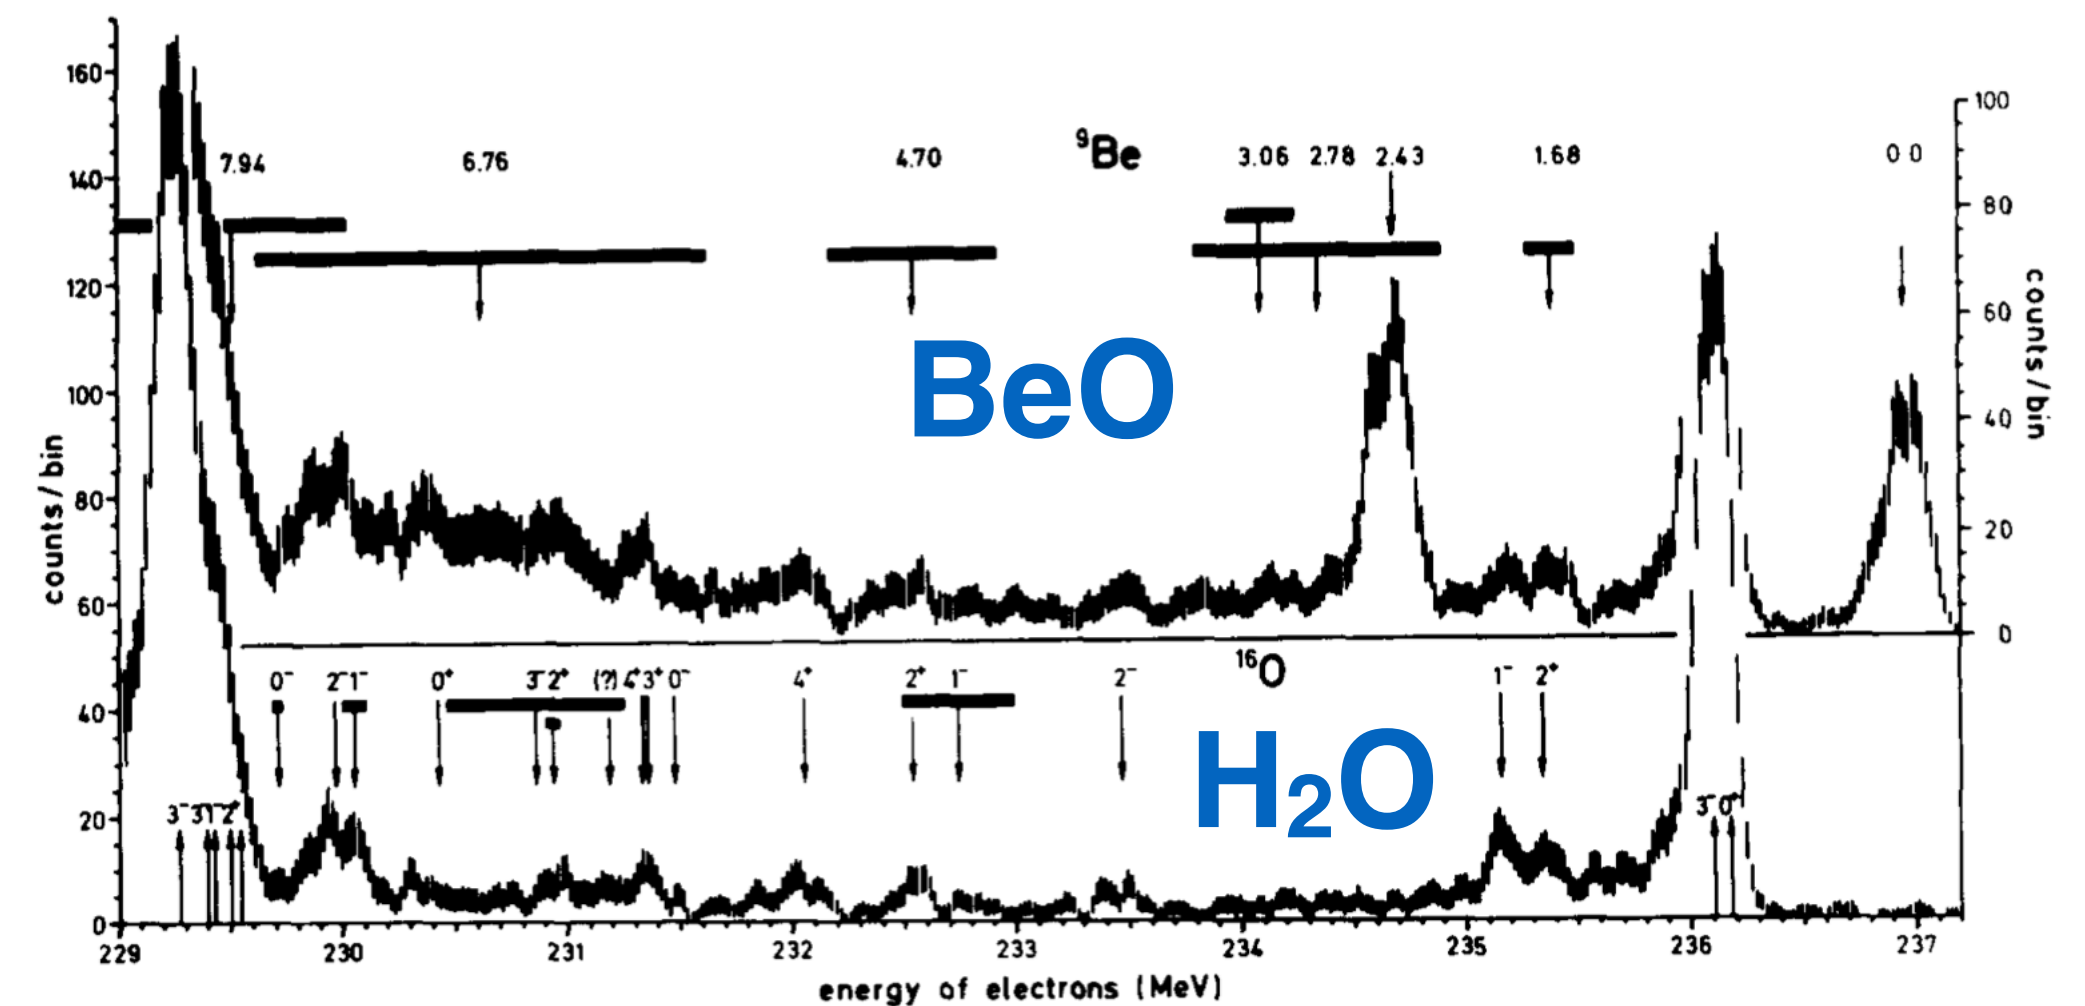 160
140
120
100
80
60
40
20
0
counts/bin
100
80
60
40
20
0
counts/bin
⁹Be
7.94 6.76 4.70 3.06 2.78 2.43 1.68 0 0
BeO
¹⁶O
0⁻ 2⁻ 1⁻ 0⁺ 3⁻ 2⁺ (?) 4⁺ 3⁺ 0⁻ 4⁺ 2⁺ 1⁻ 2⁻ 1⁻ 2⁺
H₂O
3⁻ 3⁻ 1⁻ 2⁺ 3⁻ 0⁺
229 230 231 232 233 234 235 236 237
energy of electrons (MeV)